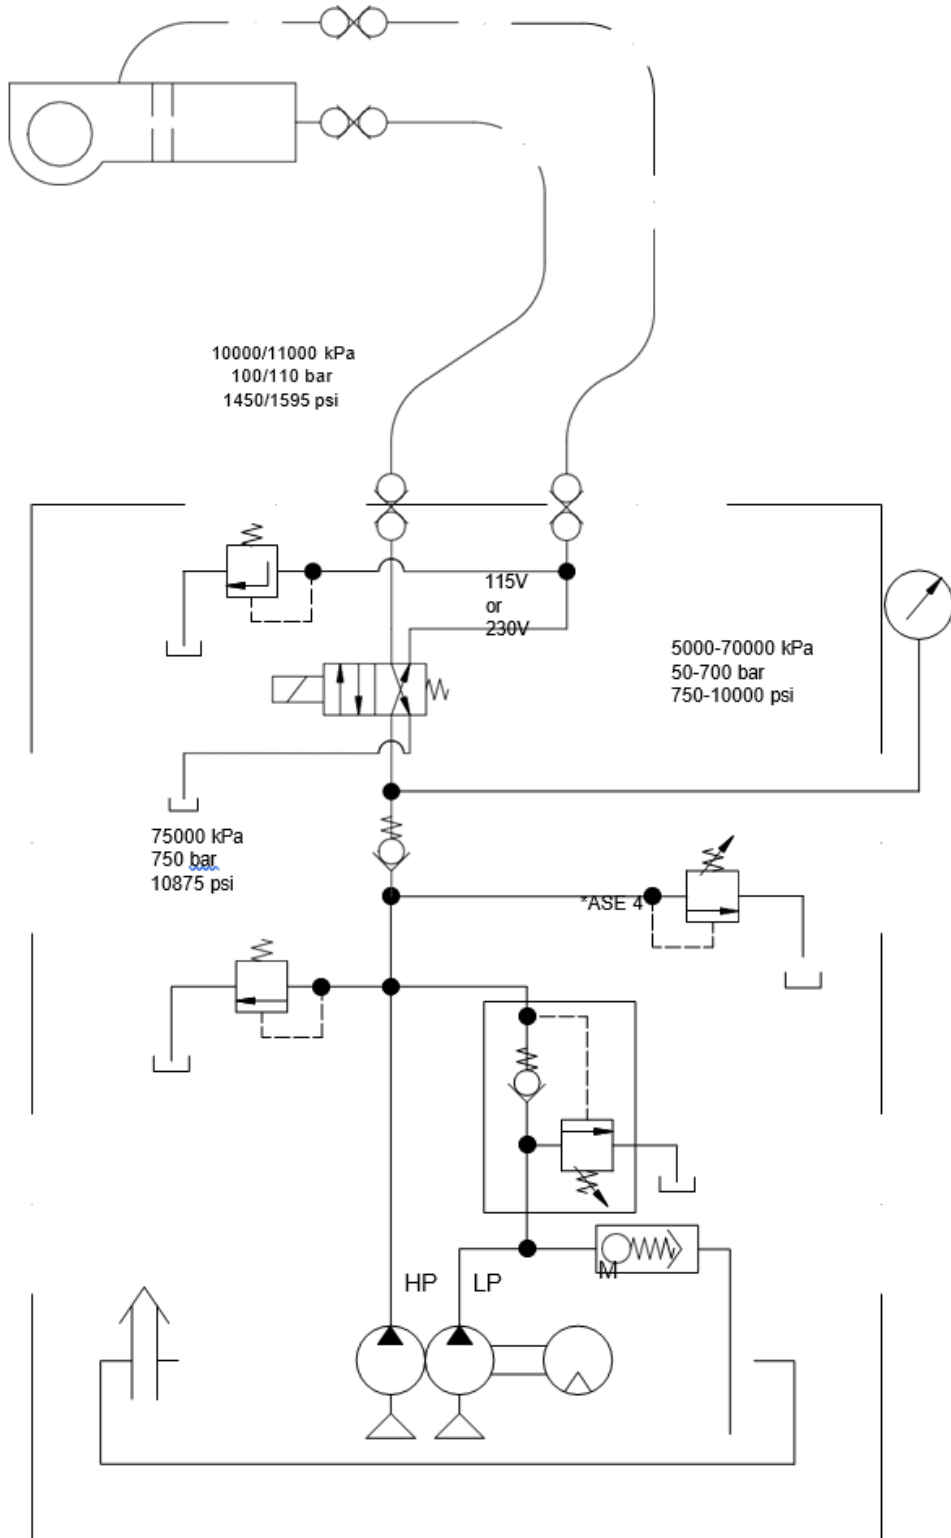 10000/11000 kPa
100/110 bar
1450/1595 psi
115V
or
230V
5000-70000 kPa
50-700 bar
750-10000 psi
75000 kPa
750 bar
10875 psi
*ASE 4
M
HP
LP